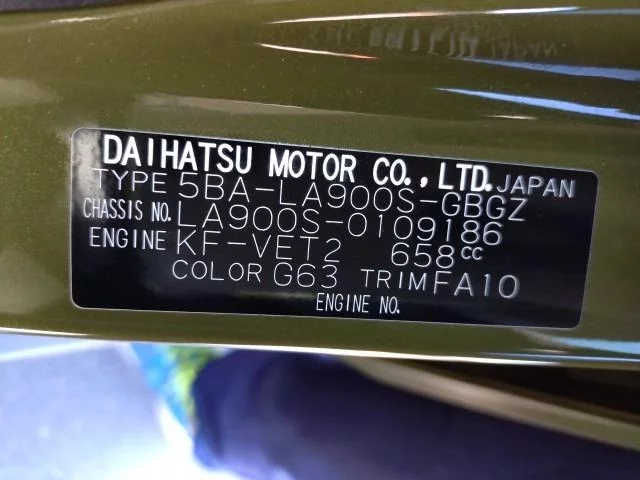 DAIHATSU MOTOR CO., LTD. JAPAN
TYPE 5BA-LA900S-GBGZ
CHASSIS NO. LA900S-0109186
ENGINE KF-VET2 658cc
COLOR G63 TRIM FA10
ENGINE NO.